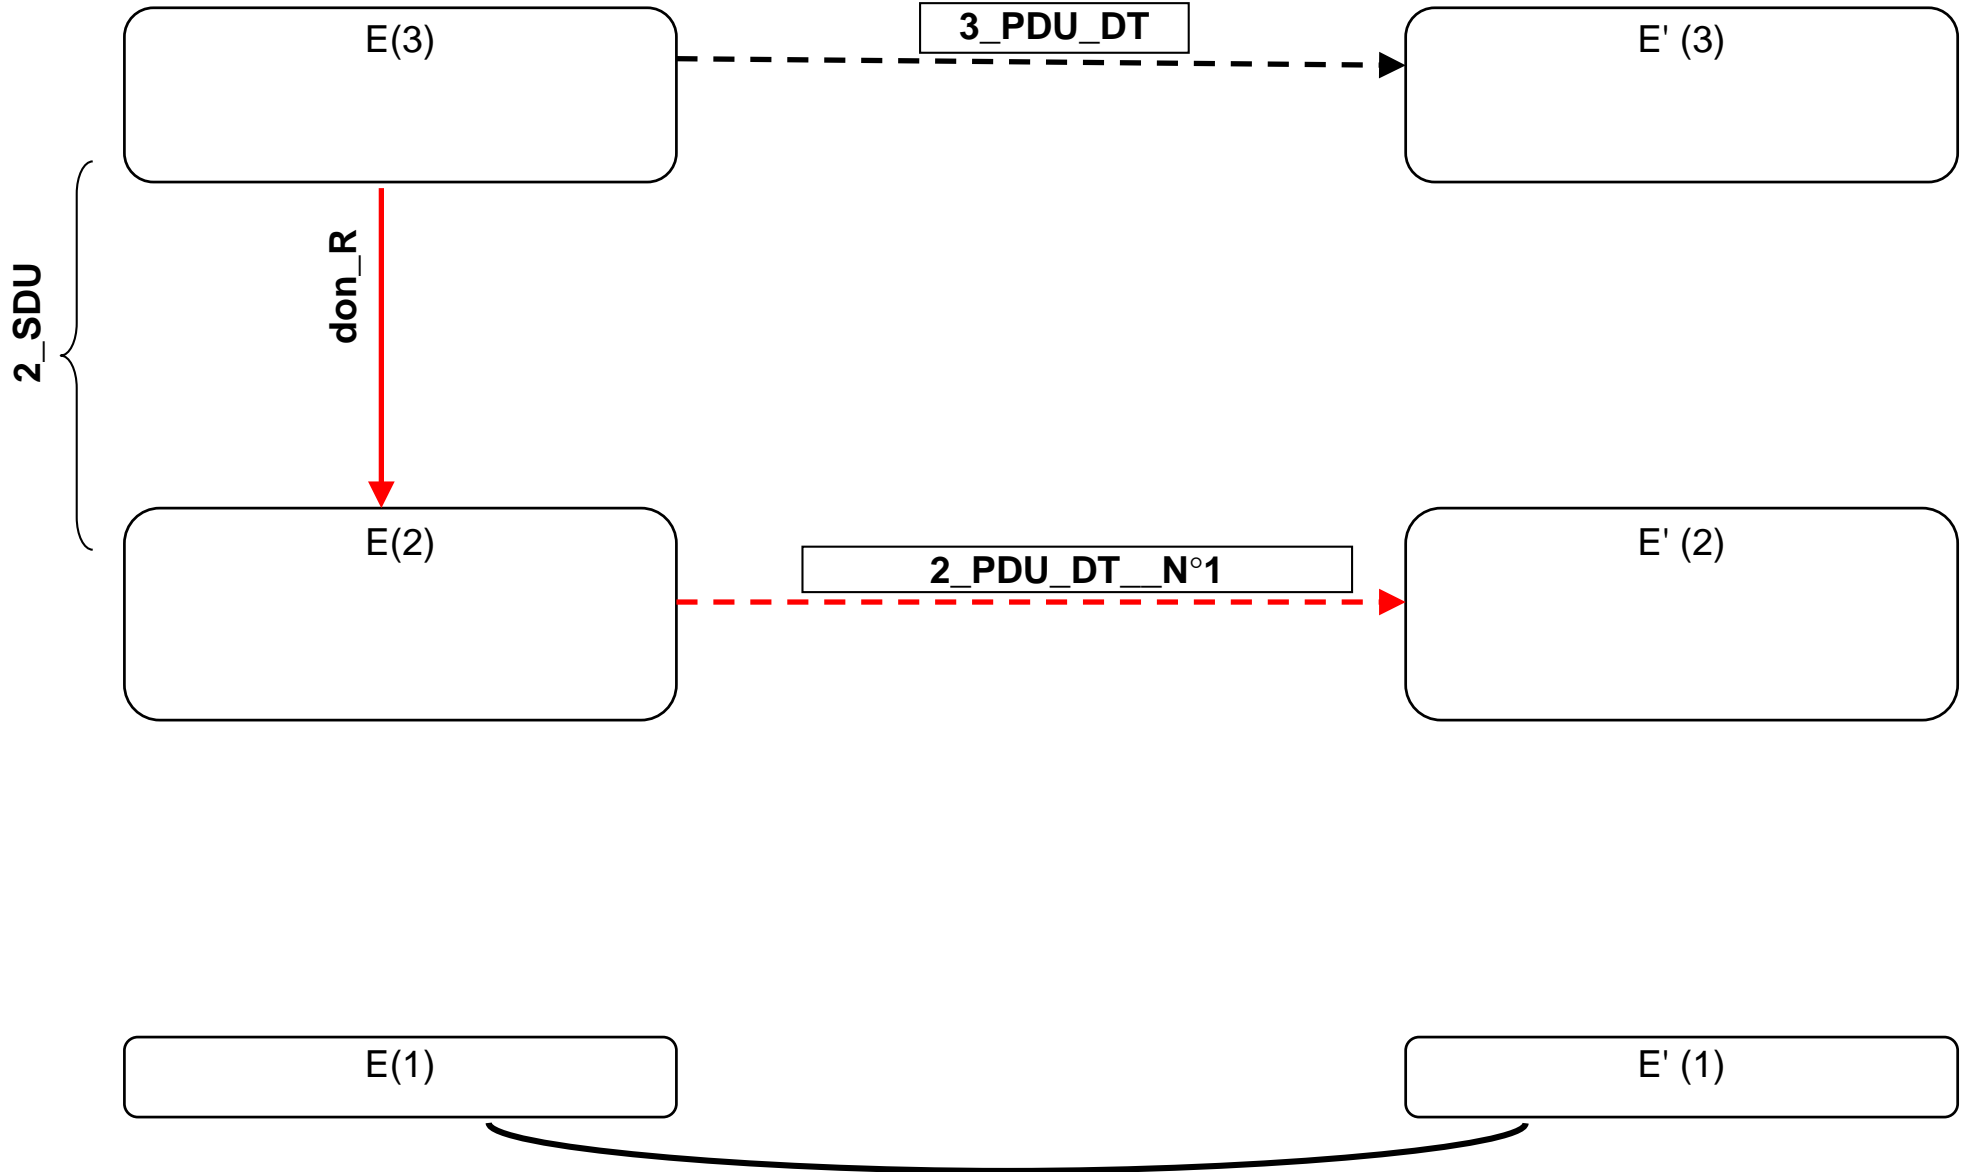 E(3)
3_PDU_DT
E' (3)
2_SDU
don_R
E(2)
2_PDU_DT__N°1
E' (2)
E(1)
E' (1)